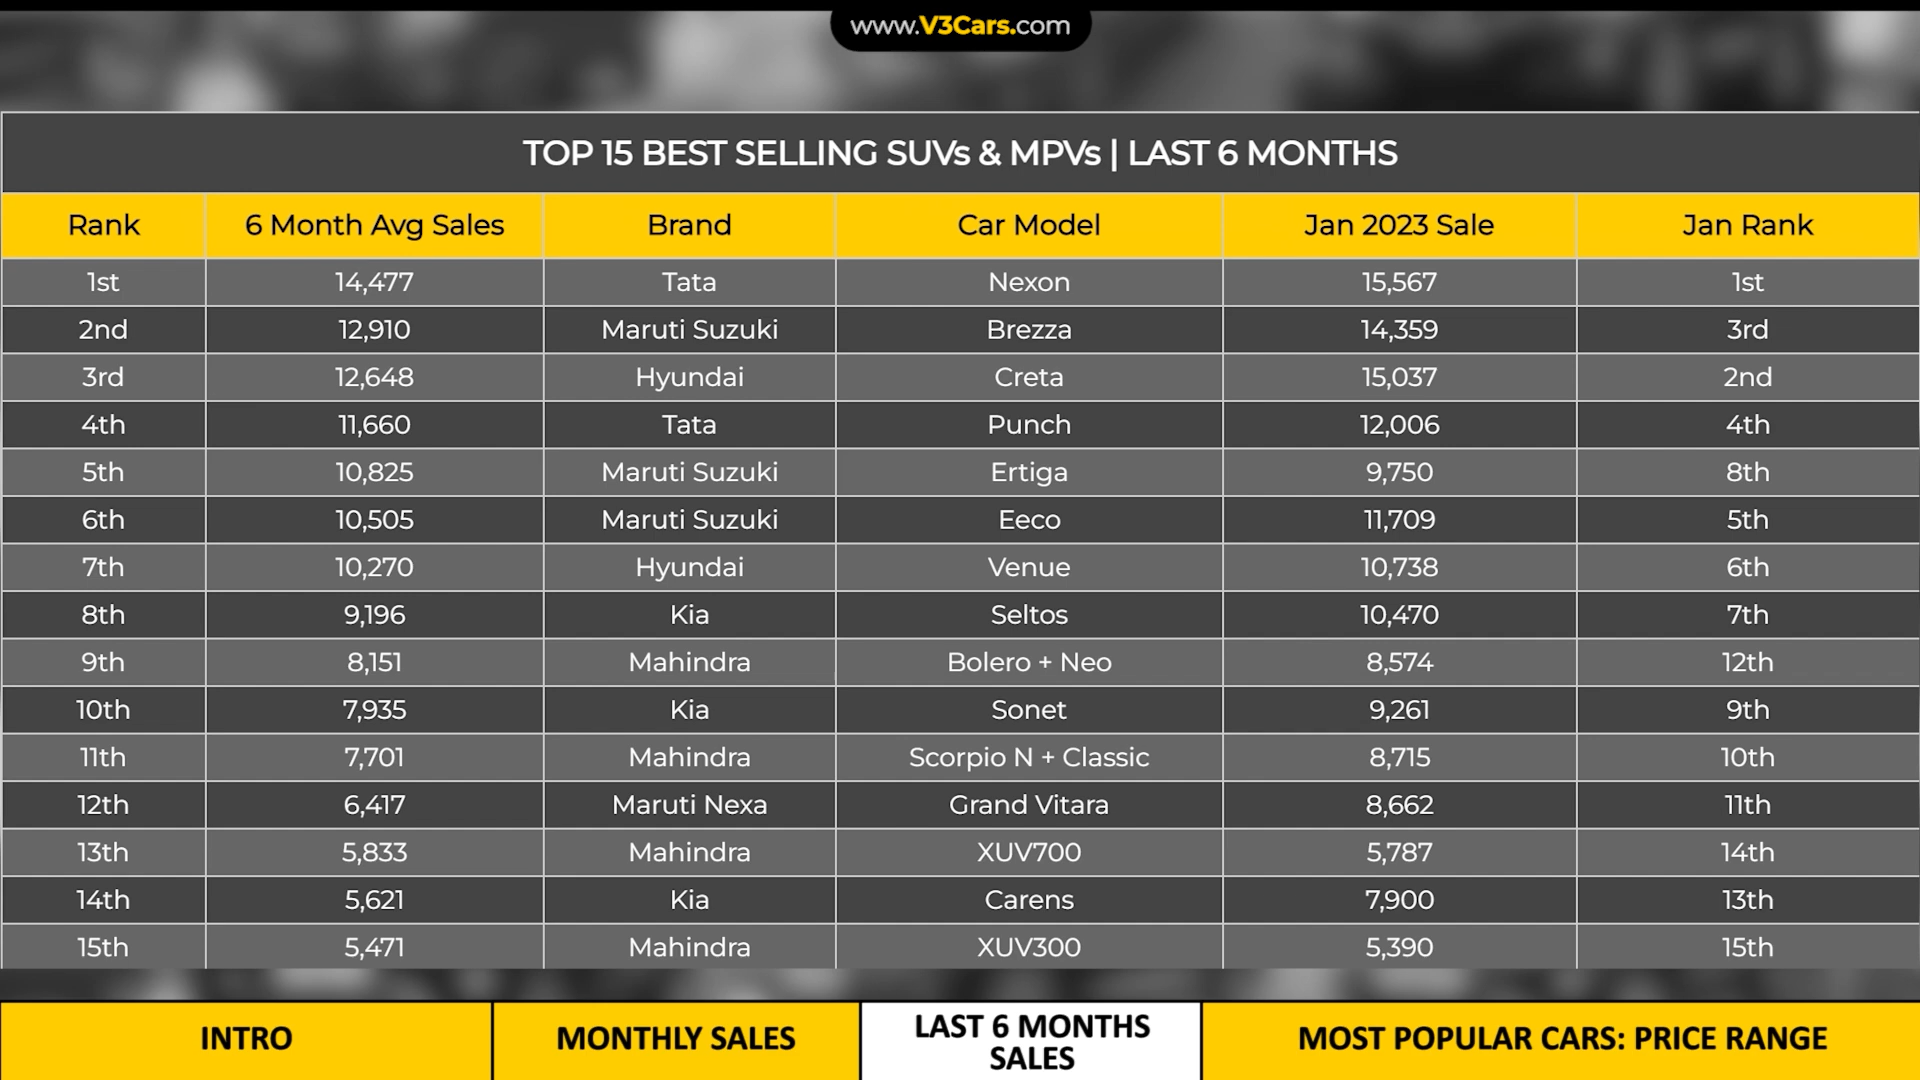 www.V3Cars.com
TOP 15 BEST SELLING SUVs & MPVs | LAST 6 MONTHS
Rank 6 Month Avg Sales Brand Car Model Jan 2023 Sale Jan Rank
1st 14,477 Tata Nexon 15,567 1st
2nd 12,910 Maruti Suzuki Brezza 14,359 3rd
3rd 12,648 Hyundai Creta 15,037 2nd
4th 11,660 Tata Punch 12,006 4th
5th 10,825 Maruti Suzuki Ertiga 9,750 8th
6th 10,505 Maruti Suzuki Eeco 11,709 5th
7th 10,270 Hyundai Venue 10,738 6th
8th 9,196 Kia Seltos 10,470 7th
9th 8,151 Mahindra Bolero + Neo 8,574 12th
10th 7,935 Kia Sonet 9,261 9th
11th 7,701 Mahindra Scorpio N + Classic 8,715 10th
12th 6,417 Maruti Nexa Grand Vitara 8,662 11th
13th 5,833 Mahindra XUV700 5,787 14th
14th 5,621 Kia Carens 7,900 13th
15th 5,471 Mahindra XUV300 5,390 15th
INTRO
MONTHLY SALES
LAST 6 MONTHS
SALES
MOST POPULAR CARS: PRICE RANGE